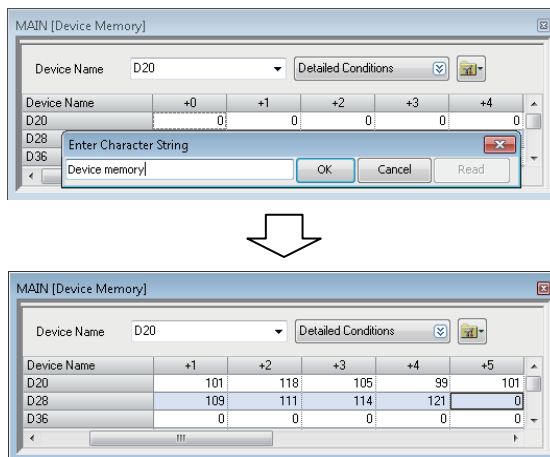 MAIN [Device Memory]
Device Name D20 Detailed Conditions
Device Name +0 +1 +2 +3 +4
D20 0 0 0 0 0
D28
Enter Character String
D36
Device memory OK Cancel Read
MAIN [Device Memory]
Device Name D20 Detailed Conditions
Device Name +1 +2 +3 +4 +5
D20 101 118 105 99 101
D28 109 111 114 121 0
D36 0 0 0 0 0